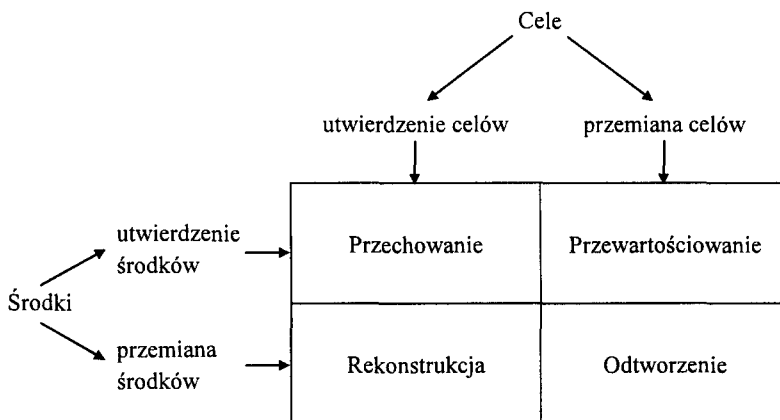 Cele
utwierdzenie celów
przemiana celów
utwierdzenie
środków
Przechowanie
Przewartościowanie
Środki
przemiana
środków
Rekonstrukcja
Odtworzenie